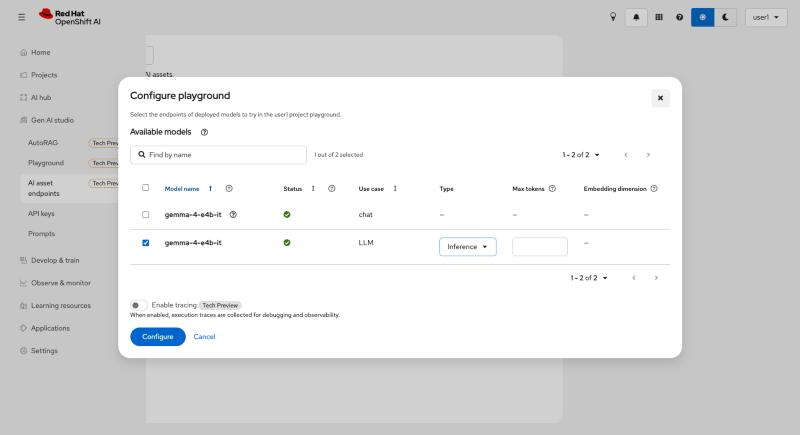 Red Hat
OpenShift AI
user1
Home
Projects
AI hub
Gen AI studio
AutoRAG
Tech Prev
Playground
Tech Prev
AI asset
endpoints
Tech Prev
API keys
Prompts
Develop & train
Observe & monitor
Learning resources
Applications
Settings
AI assets.
Configure playground
Select the endpoints of deployed models to try in the user1 project playground.
Available models
Find by name
1 out of 2 selected
1 - 2 of 2
Model name Status Use case Type Max tokens Embedding dimension
gemma-4-e4b-it chat – – –
gemma-4-e4b-it LLM Inference –
1 - 2 of 2
Enable tracing Tech Preview
When enabled, execution traces are collected for debugging and observability.
Configure Cancel